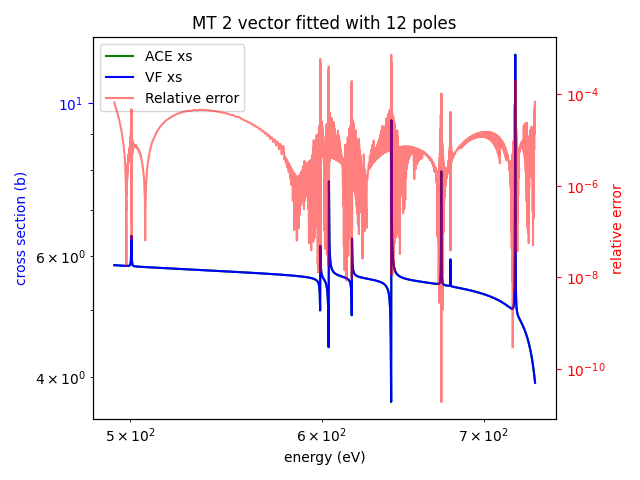 MT 2 vector fitted with 12 poles
ACE xs
VF xs
Relative error
10¹
6 × 10⁰
4 × 10⁰
cross section (b)
10⁻⁴
10⁻⁶
10⁻⁸
10⁻¹⁰
relative error
5 × 10² 6 × 10² 7 × 10²
energy (eV)